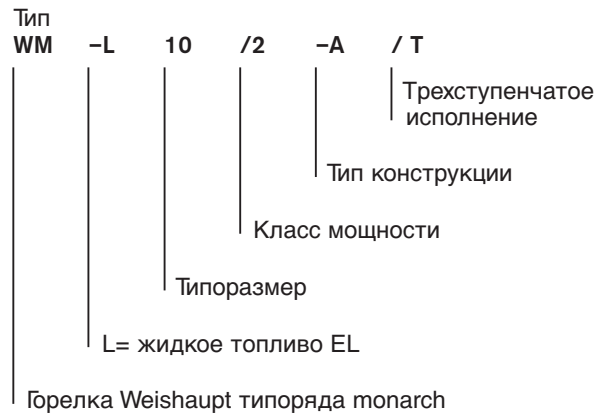 Тип
WM –L 10 /2 –A / T
Трехступенчатое
исполнение
Тип конструкции
Класс мощности
Типоразмер
L= жидкое топливо EL
Горелка Weishaupt типоряда monarch